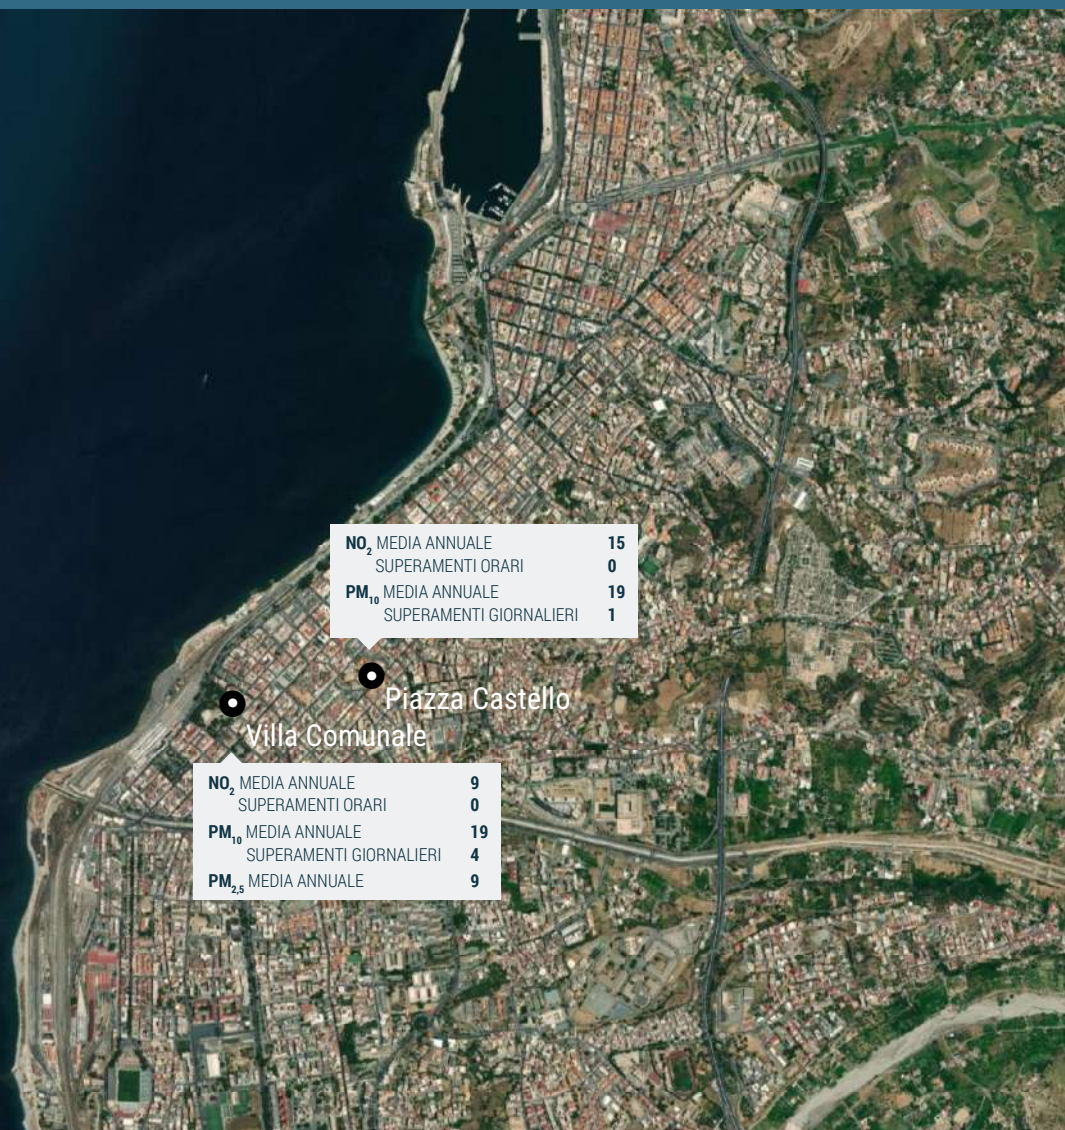 NO2 MEDIA ANNUALE 15
SUPERAMENTI ORARI 0
PM10 MEDIA ANNUALE 19
SUPERAMENTI GIORNALIERI 1
Piazza Castello
Villa Comunale
NO2 MEDIA ANNUALE 9
SUPERAMENTI ORARI 0
PM10 MEDIA ANNUALE 19
SUPERAMENTI GIORNALIERI 4
PM2,5 MEDIA ANNUALE 9